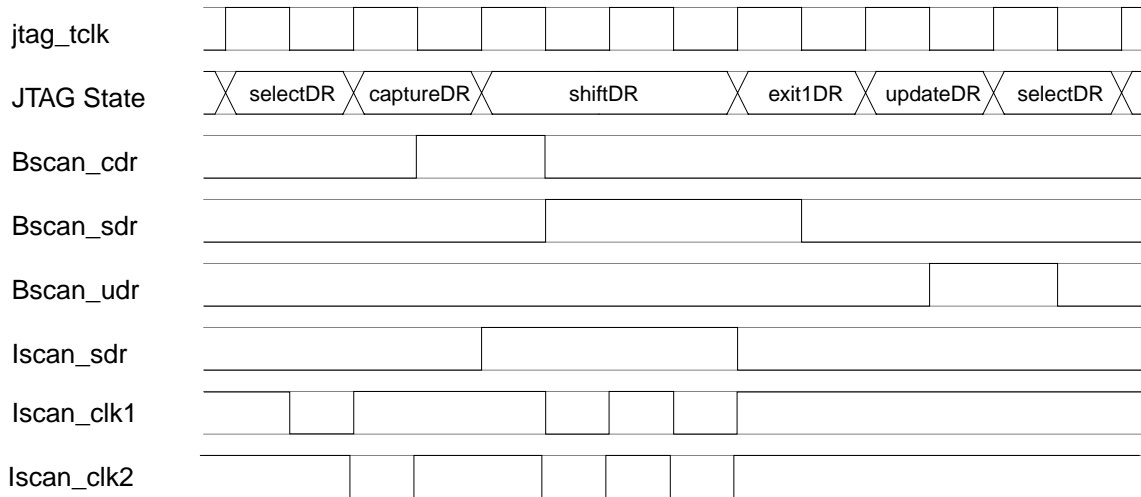 jtag_tclk
JTAG State selectDR captureDR shiftDR exit1DR updateDR selectDR
Bscan_cdr
Bscan_sdr
Bscan_udr
Iscan_sdr
Iscan_clk1
Iscan_clk2